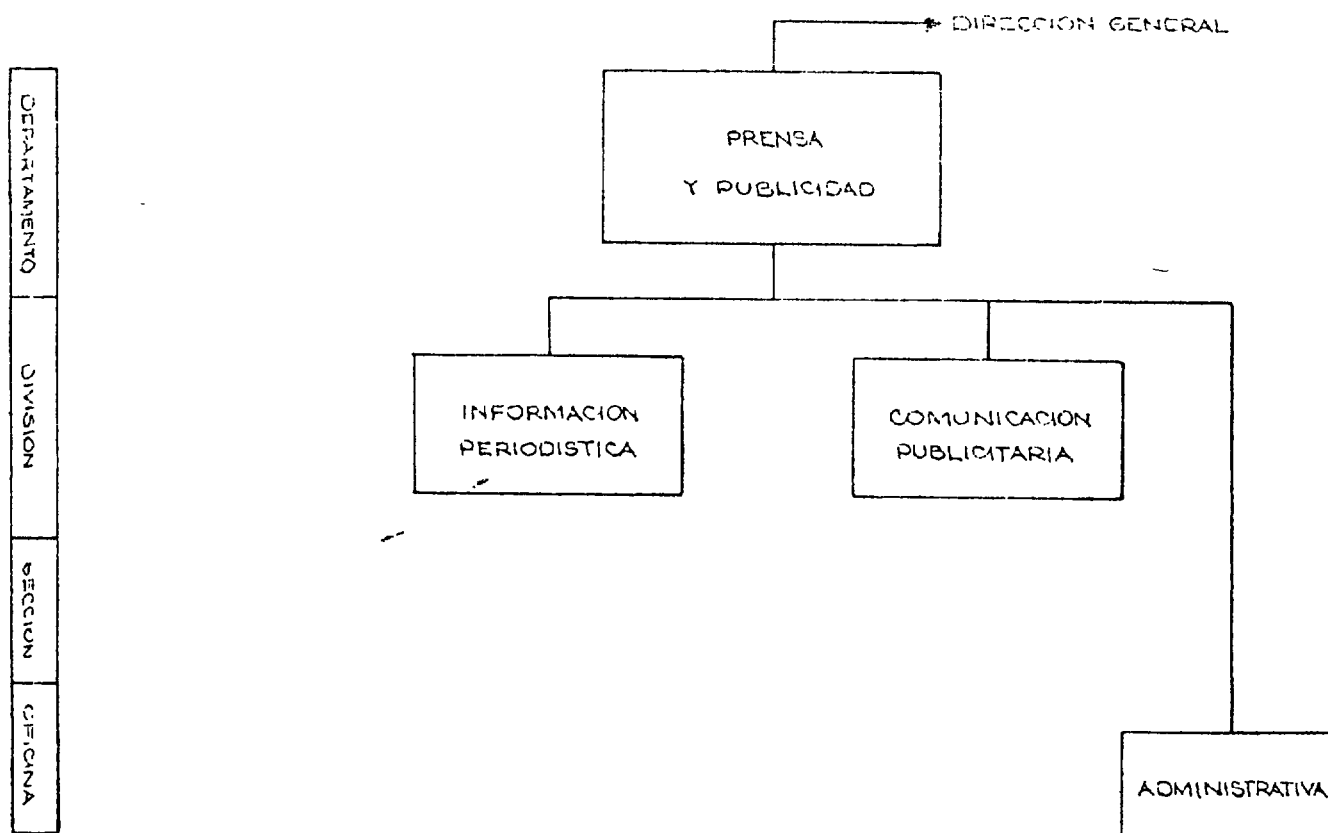 DIRECCION GENERAL
DEPARTAMENTO
PRENSA
Y PUBLICIDAD
DIVISION
INFORMACION
PERIODISTICA
COMUNICACION
PUBLICITARIA
SECCION
OFICINA
ADMINISTRATIVA